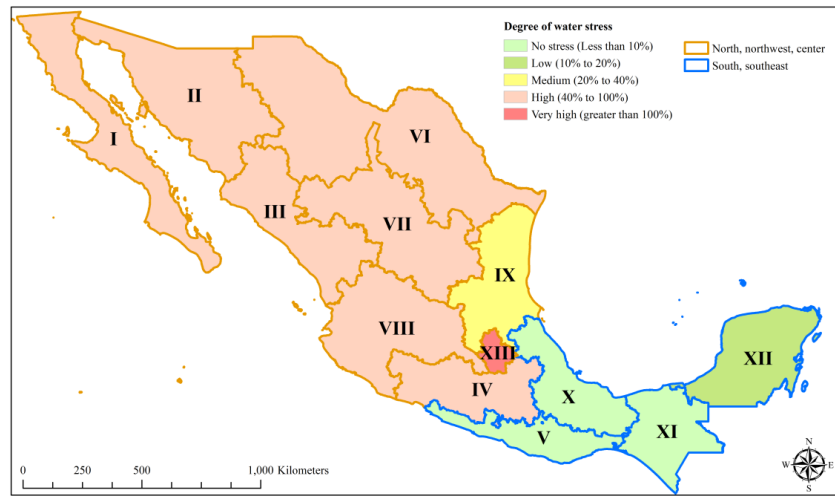 Degree of water stress
No stress (Less than 10%)
Low (10% to 20%)
Medium (20% to 40%)
High (40% to 100%)
Very high (greater than 100%)
North, northwest, center
South, southeast
I
II
III
VI
VII
IX
VIII
XIII
IV
X
V
XI
XII
0 250 500 1,000 Kilometers
N
W E
S